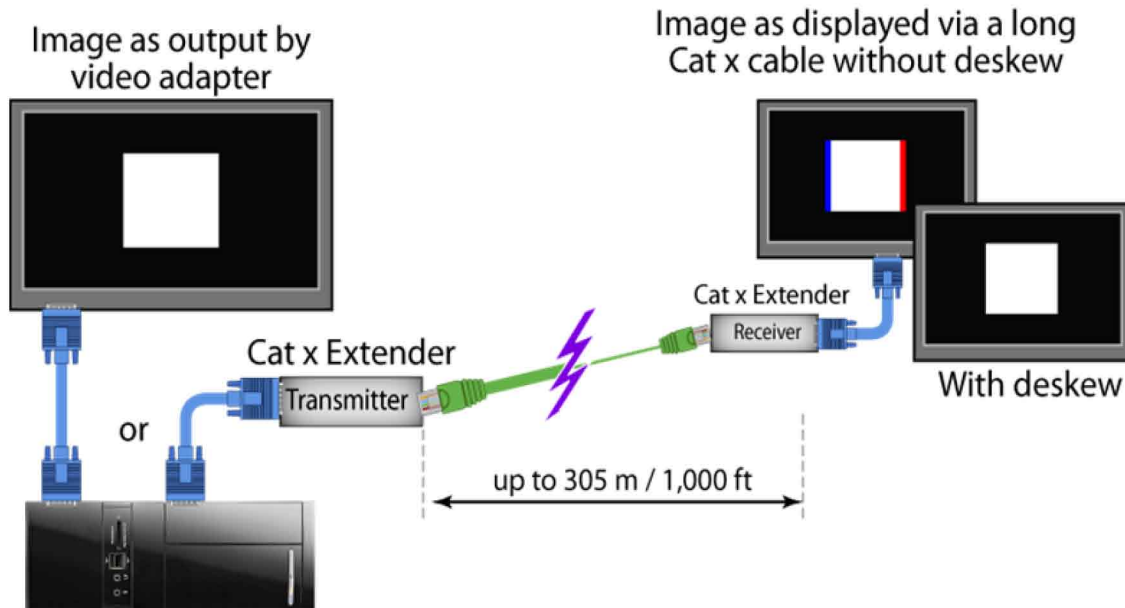 Image as output by
video adapter
Image as displayed via a long
Cat x cable without deskew
Cat x Extender
Receiver
With deskew
Cat x Extender
Transmitter
or
up to 305 m / 1,000 ft